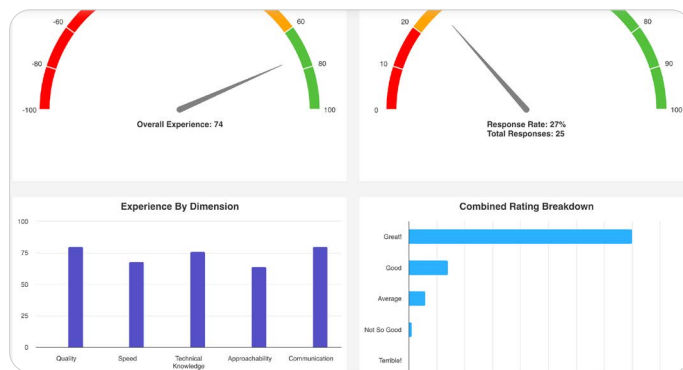 -60
60
-80
80
-100
100
Overall Experience: 74
20
80
10
90
0
100
Response Rate: 27%
Total Responses: 25
Experience By Dimension
100
75
50
25
0
Quality
Speed
Technical
Knowledge
Approachability
Communication
Combined Rating Breakdown
Great!
Good
Average
Not So Good
Terrible!